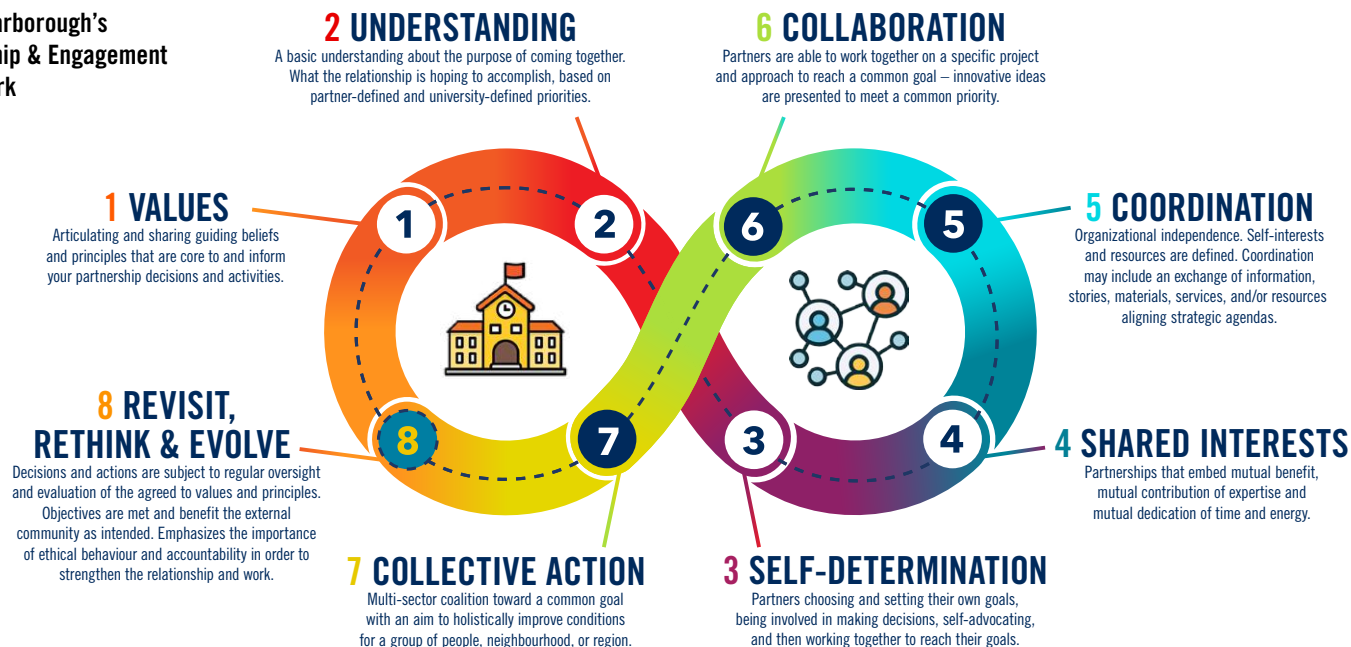 arborough's
ip & Engagement
rk
2 UNDERSTANDING
A basic understanding about the purpose of coming together.
What the relationship is hoping to accomplish, based on
partner-defined and university-defined priorities.
6 COLLABORATION
Partners are able to work together on a specific project
and approach to reach a common goal – innovative ideas
are presented to meet a common priority.
1 VALUES
Articulating and sharing guiding beliefs
and principles that are core to and inform
your partnership decisions and activities.
1
2
6
5
5 COORDINATION
Organizational independence. Self-interests
and resources are defined. Coordination
may include an exchange of information,
stories, materials, services, and/or resources
aligning strategic agendas.
8 REVISIT,
RETHINK & EVOLVE
Decisions and actions are subject to regular oversight
and evaluation of the agreed to values and principles.
Objectives are met and benefit the external
community as intended. Emphasizes the importance
of ethical behaviour and accountability in order to
strengthen the relationship and work.
8
7
3
4
4 SHARED INTERESTS
Partnerships that embed mutual benefit,
mutual contribution of expertise and
mutual dedication of time and energy.
7 COLLECTIVE ACTION
Multi-sector coalition toward a common goal
with an aim to holistically improve conditions
for a group of people, neighbourhood, or region.
3 SELF-DETERMINATION
Partners choosing and setting their own goals,
being involved in making decisions, self-advocating,
and then working together to reach their goals.